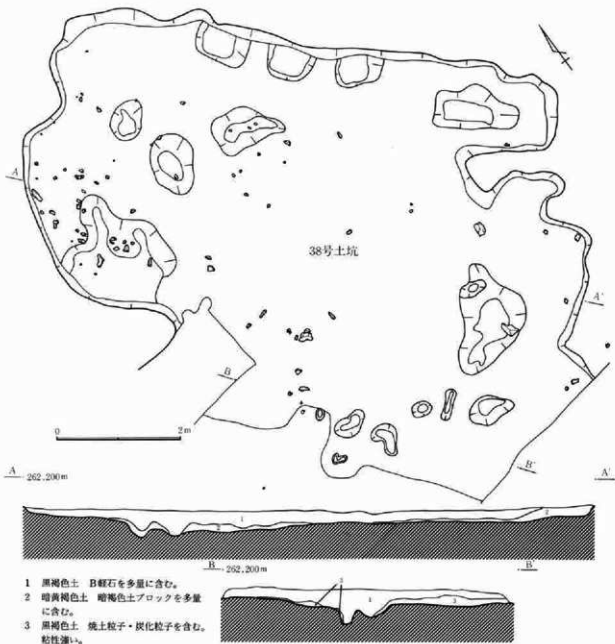 A
38号土坑
A'
B
0 2m
B'
A 262,200m A'
1
2
2
B 262,200m B'
1 黒褐色土 B軽石を多量に含む。
2 暗黄褐色土 暗褐色土ブロックを多量
に含む。
3 黒褐色土 焼土粒子・炭化粒子を含む。
粘性強い。
3
1
3